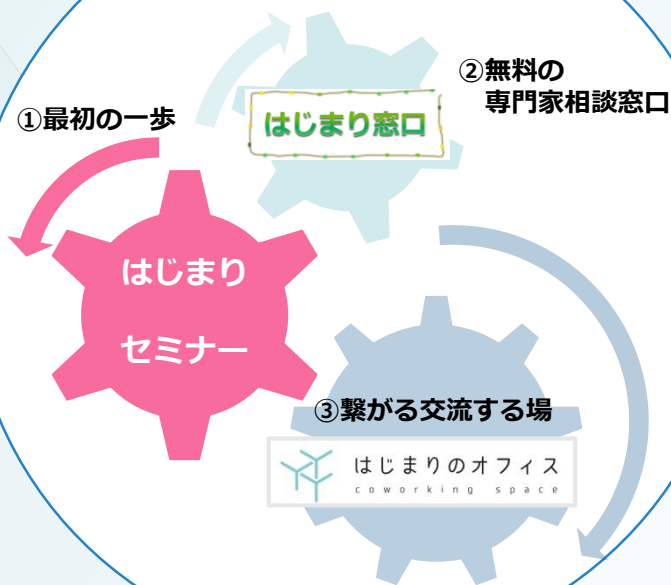 ①最初の一歩
はじまり
セミナー
②無料の
専門家相談窓口
はじまり窓口
③繋がる交流する場
はじまりのオフィス
coworking space